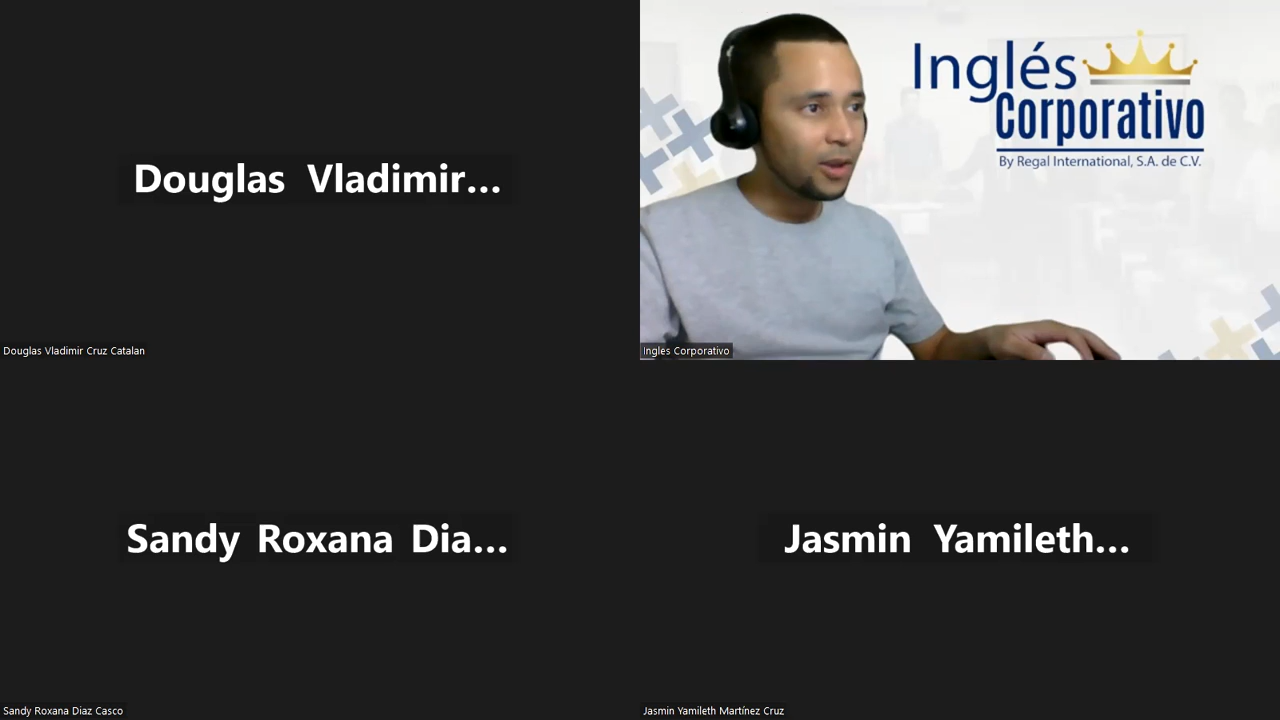 Douglas Vladimir...
Douglas Vladimir Cruz Catalan
Inglés
Corporativo
By Regal International, S.A. de C.V.
Ingles Corporativo
Sandy Roxana Dia...
Sandy Roxana Diaz Casco
Jasmin Yamileth...
Jasmin Yamileth Martínez Cruz